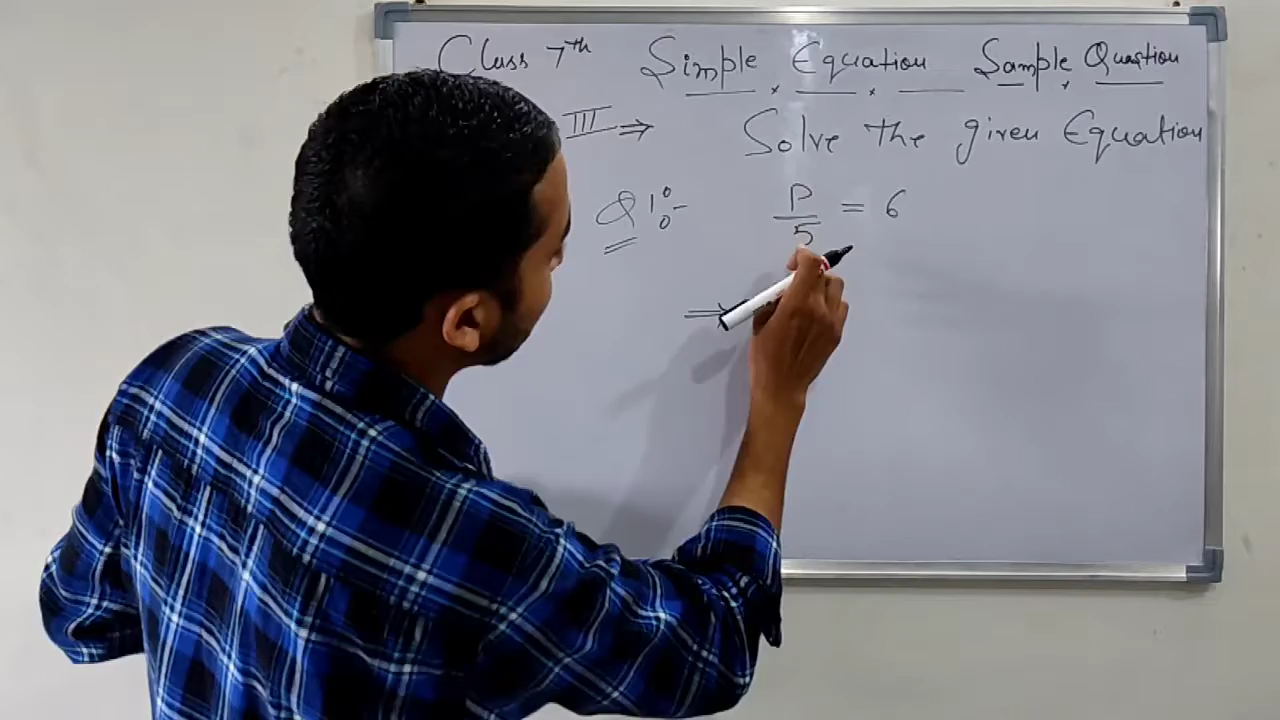 Class 7th Simple Equation Sample Question
III ⇒ Solve the given Equation
Q1:- P/5 = 6
⇒